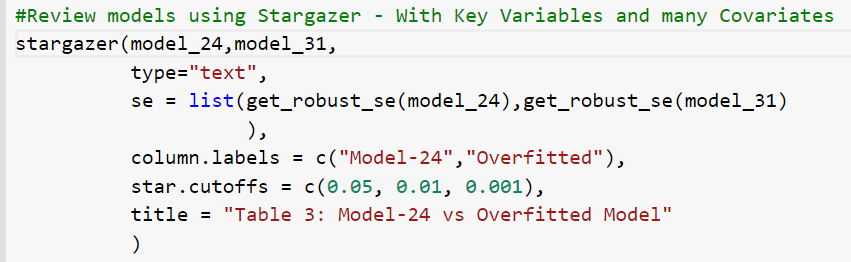 #Review models using Stargazer - With Key Variables and many Covariates
stargazer(model_24,model_31,
          type="text",
          se = list(get_robust_se(model_24),get_robust_se(model_31)
                    ),
          column.labels = c("Model-24","Overfitted"),
          star.cutoffs = c(0.05, 0.01, 0.001),
          title = "Table 3: Model-24 vs Overfitted Model"
          )